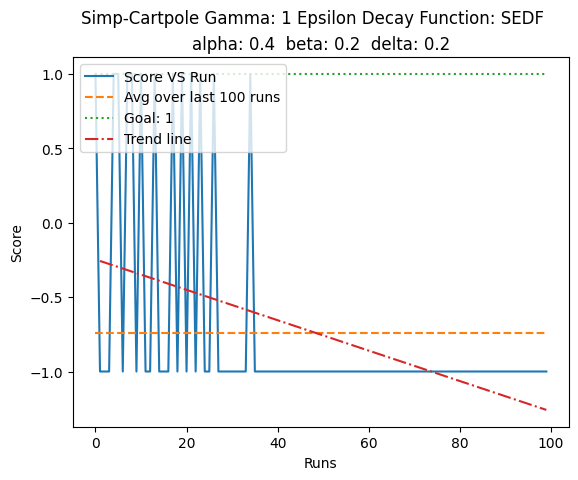 Simp-Cartpole Gamma: 1 Epsilon Decay Function: SEDF
alpha: 0.4 beta: 0.2 delta: 0.2
Score VS Run
Avg over last 100 runs
Goal: 1
Trend line
1.0
0.5
0.0
−0.5
−1.0
Score
0 20 40 60 80 100
Runs